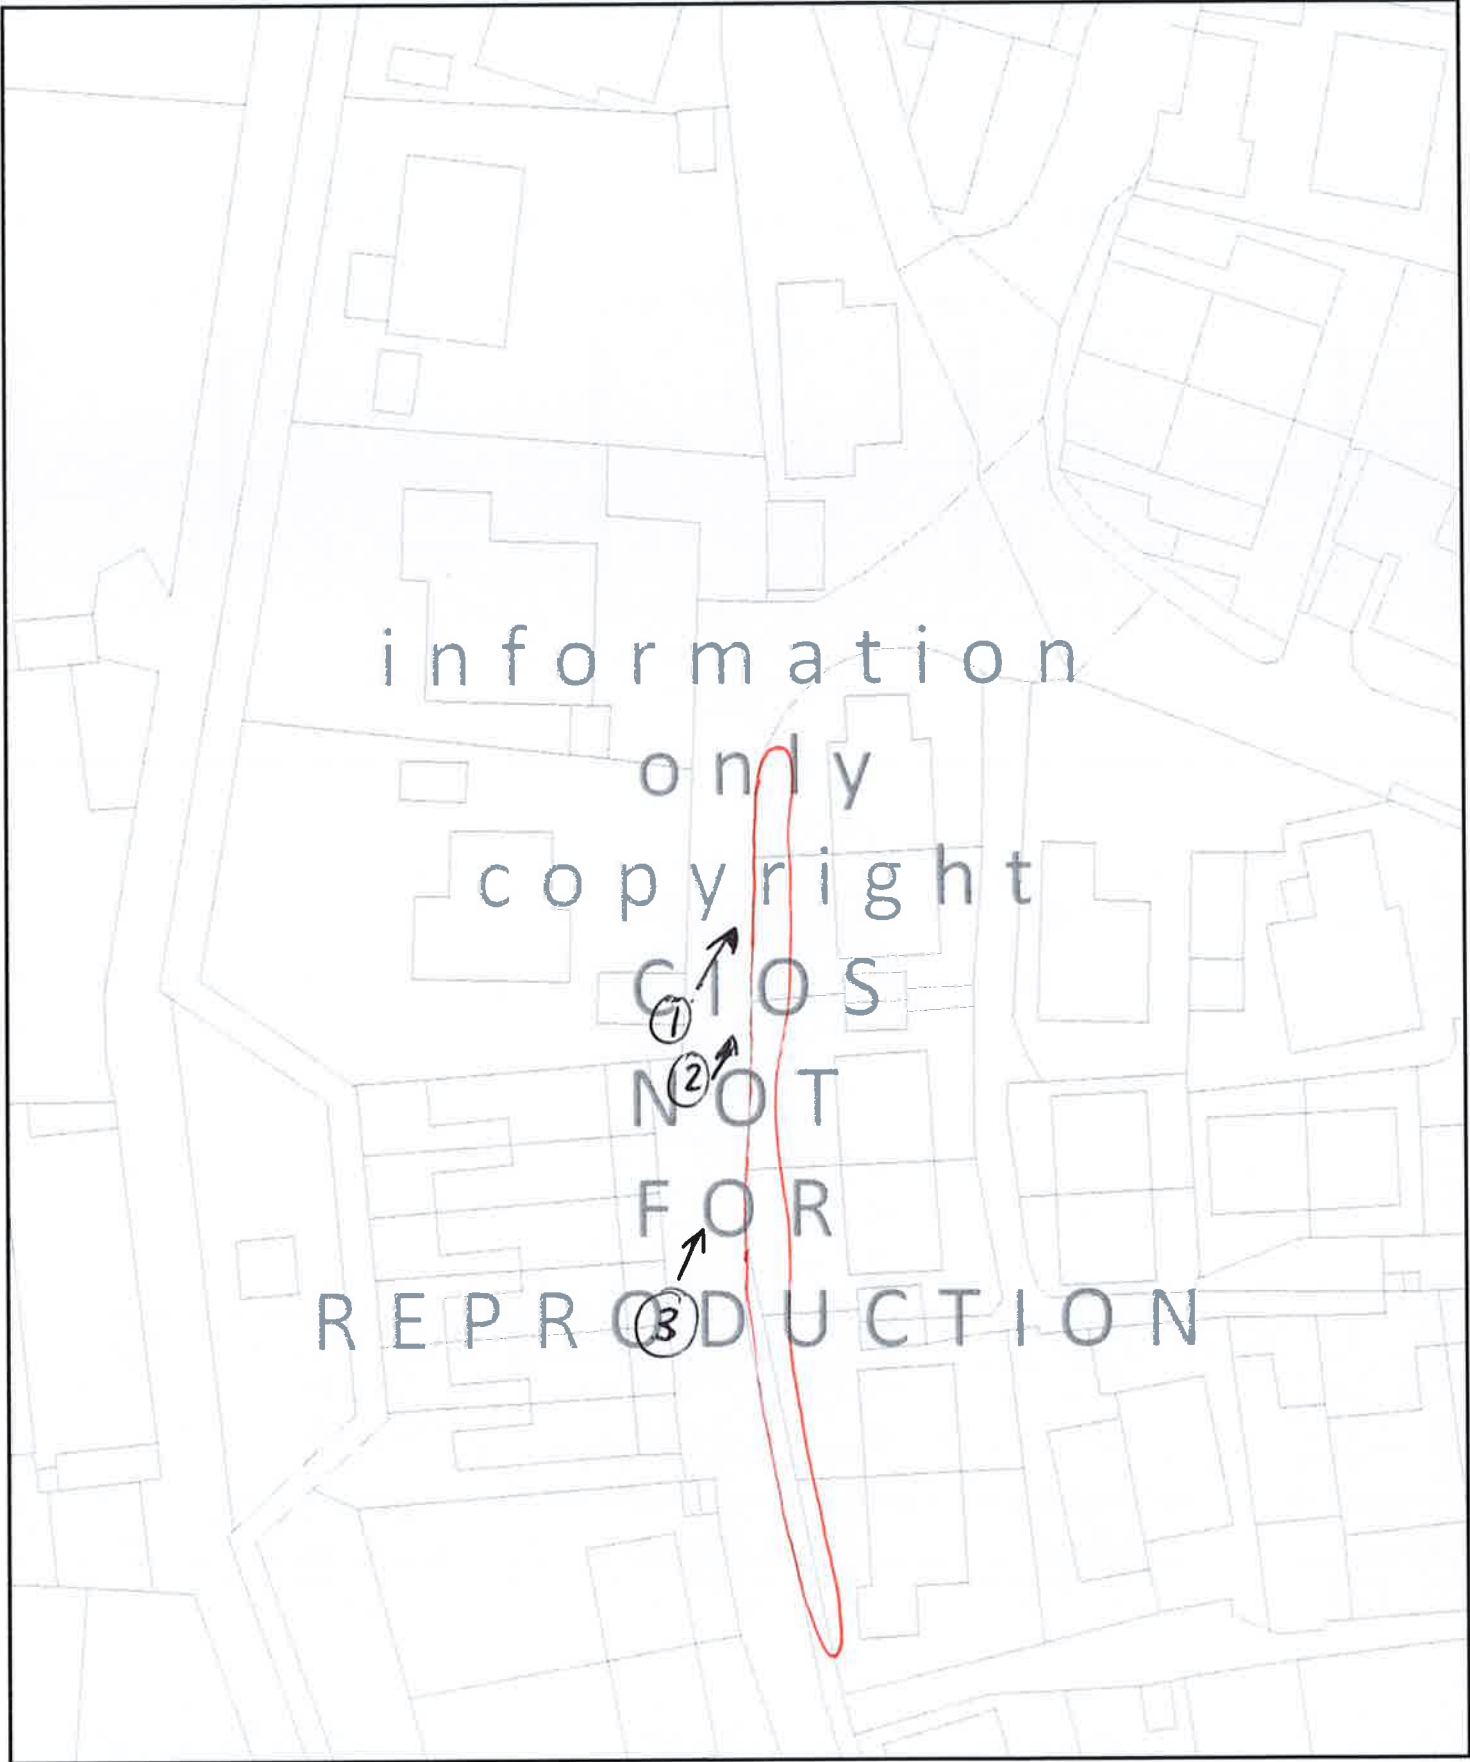 information
only
copyright
CIOS
①
②
NOT
FOR
③
REPRODUCTION